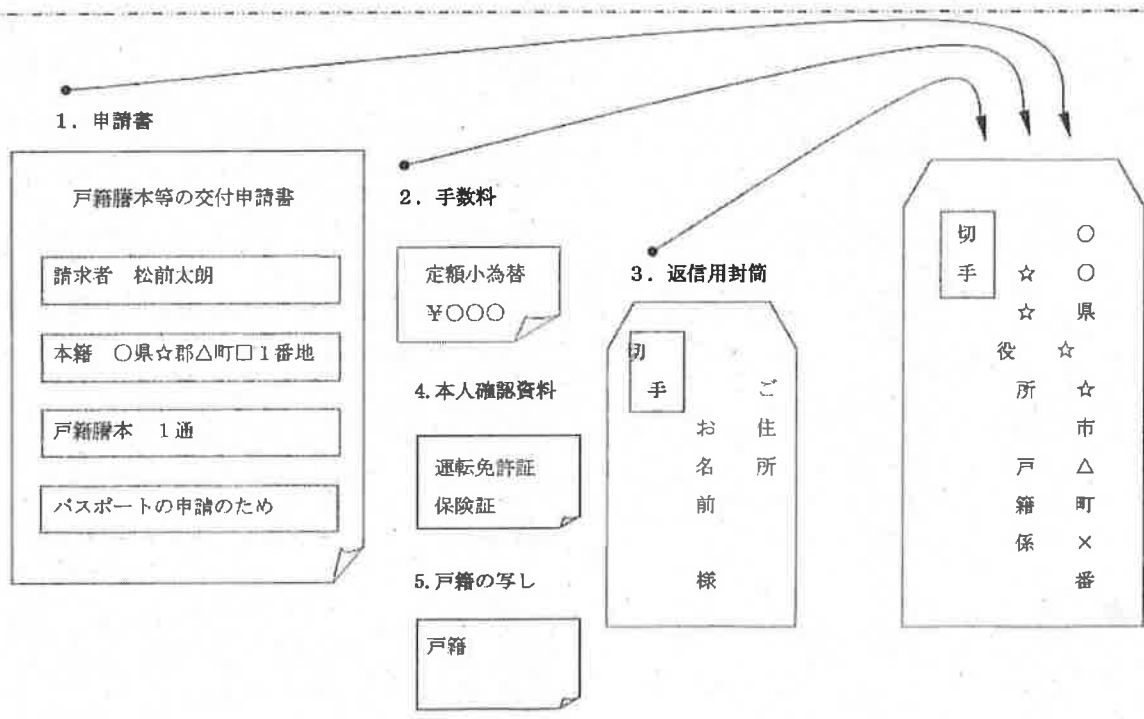 1．申請書
戸籍謄本等の交付申請書
請求者　松前太朗
本籍　○県☆郡△町□１番地
戸籍謄本　１通
パスポートの申請のため
2．手数料
定額小為替
￥○○○
4.本人確認資料
運転免許証
保険証
5.戸籍の写し
戸籍
3．返信用封筒
切手
ご住所
お名前　様
切手
○○県☆☆市△町×番
☆☆役所　戸籍係